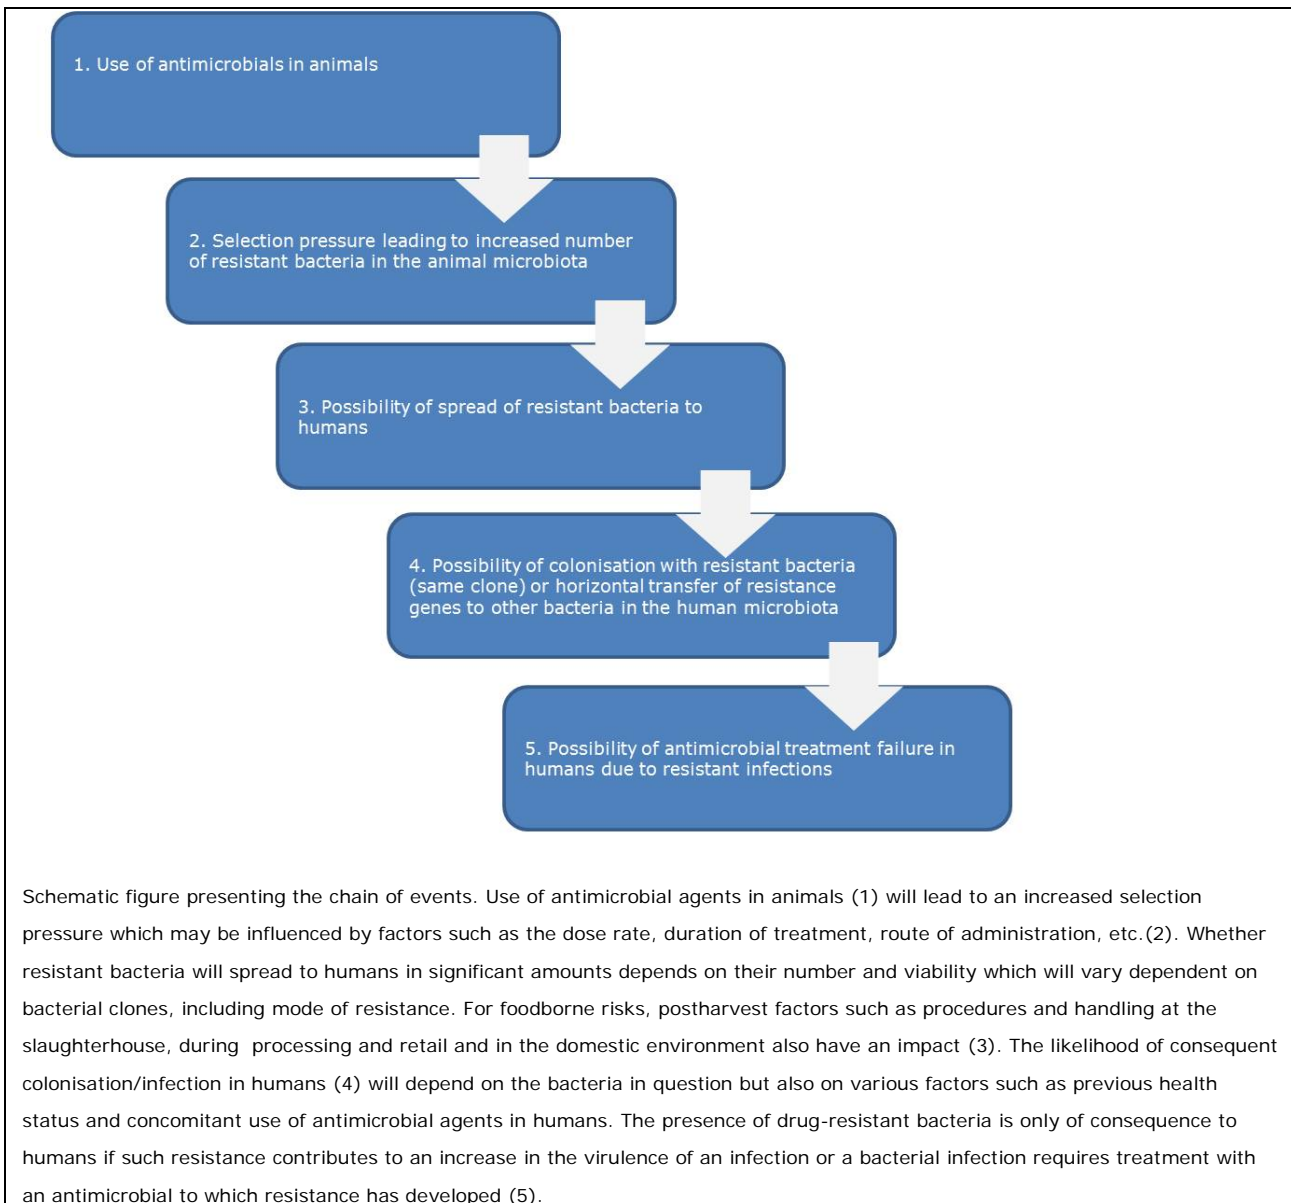 1. Use of antimicrobials in animals
2. Selection pressure leading to increased number
of resistant bacteria in the animal microbiota
3. Possibility of spread of resistant bacteria to
humans
4. Possibility of colonisation with resistant bacteria
(same clone) or horizontal transfer of resistance
genes to other bacteria in the human microbiota
5. Possibility of antimicrobial treatment failure in
humans due to resistant infections
Schematic figure presenting the chain of events. Use of antimicrobial agents in animals (1) will lead to an increased selection
pressure which may be influenced by factors such as the dose rate, duration of treatment, route of administration, etc.(2). Whether
resistant bacteria will spread to humans in significant amounts depends on their number and viability which will vary dependent on
bacterial clones, including mode of resistance. For foodborne risks, postharvest factors such as procedures and handling at the
slaughterhouse, during processing and retail and in the domestic environment also have an impact (3). The likelihood of consequent
colonisation/infection in humans (4) will depend on the bacteria in question but also on various factors such as previous health
status and concomitant use of antimicrobial agents in humans. The presence of drug-resistant bacteria is only of consequence to
humans if such resistance contributes to an increase in the virulence of an infection or a bacterial infection requires treatment with
an antimicrobial to which resistance has developed (5).